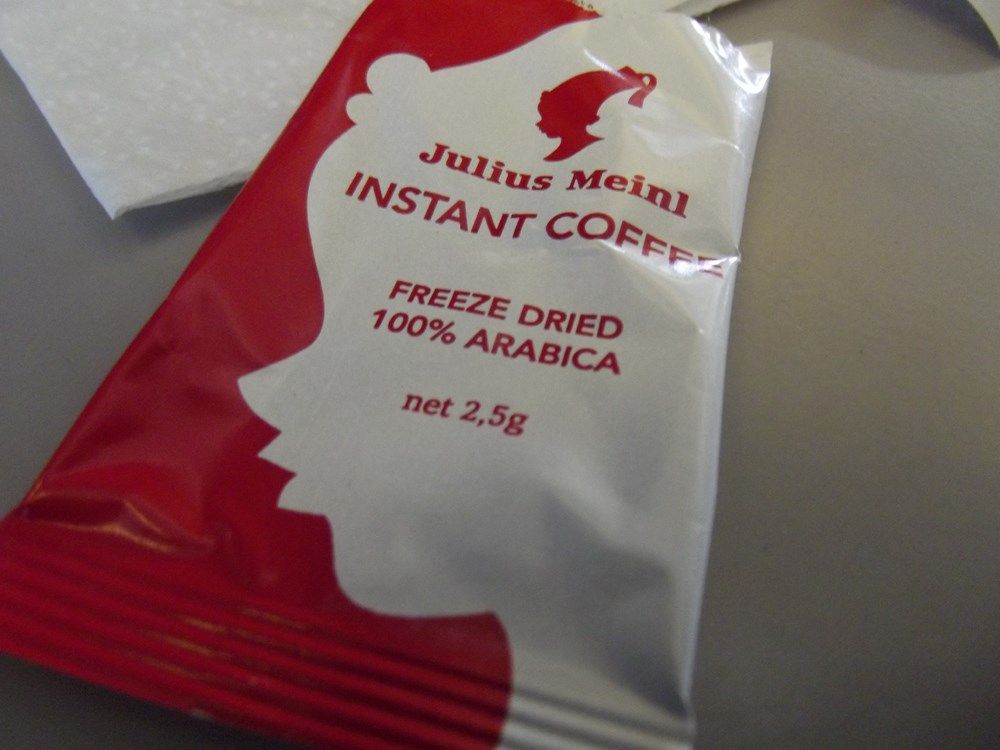 Julius Meinl
INSTANT COFFEE
FREEZE DRIED
100% ARABICA
net 2,5g